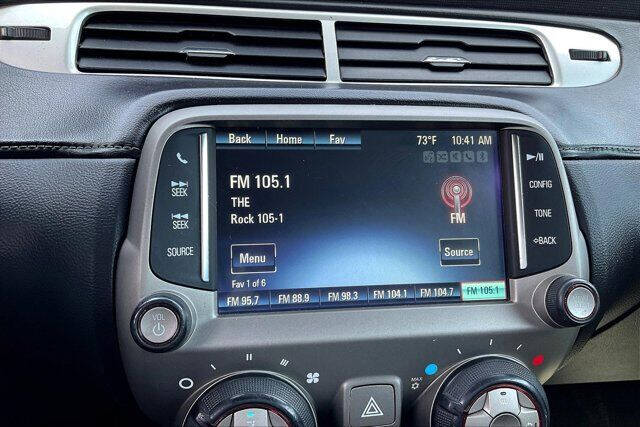 Back Home Fav 73°F 10:41 AM
FM 105.1
THE
Rock 105-1
FM
Menu
Source
Fav 1 of 6
FM 95.7 FM 88.9 FM 98.3 FM 104.1 FM 104.7 FM 105.1
SEEK
SEEK
SOURCE
CONFIG
TONE
BACK
VOL
MAX